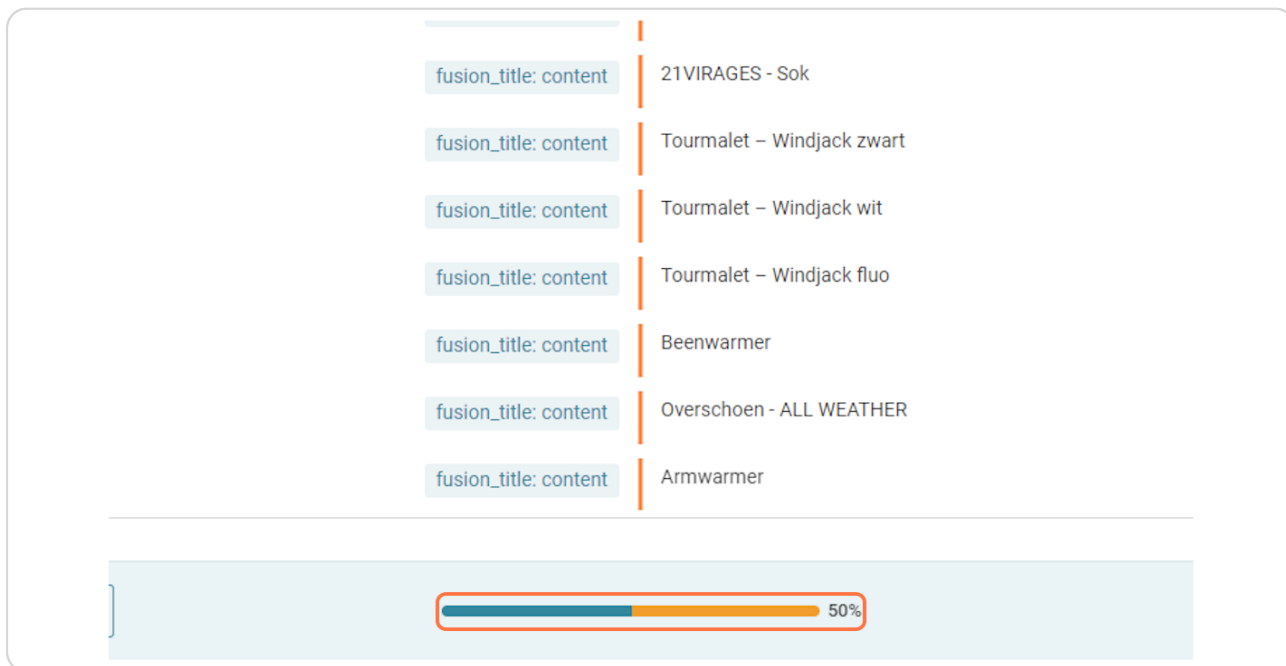 fusion_title: content 21VIRAGES - Sok
fusion_title: content Tourmalet – Windjack zwart
fusion_title: content Tourmalet – Windjack wit
fusion_title: content Tourmalet – Windjack fluo
fusion_title: content Beenwarmer
fusion_title: content Overschoen - ALL WEATHER
fusion_title: content Armwarmer
50%